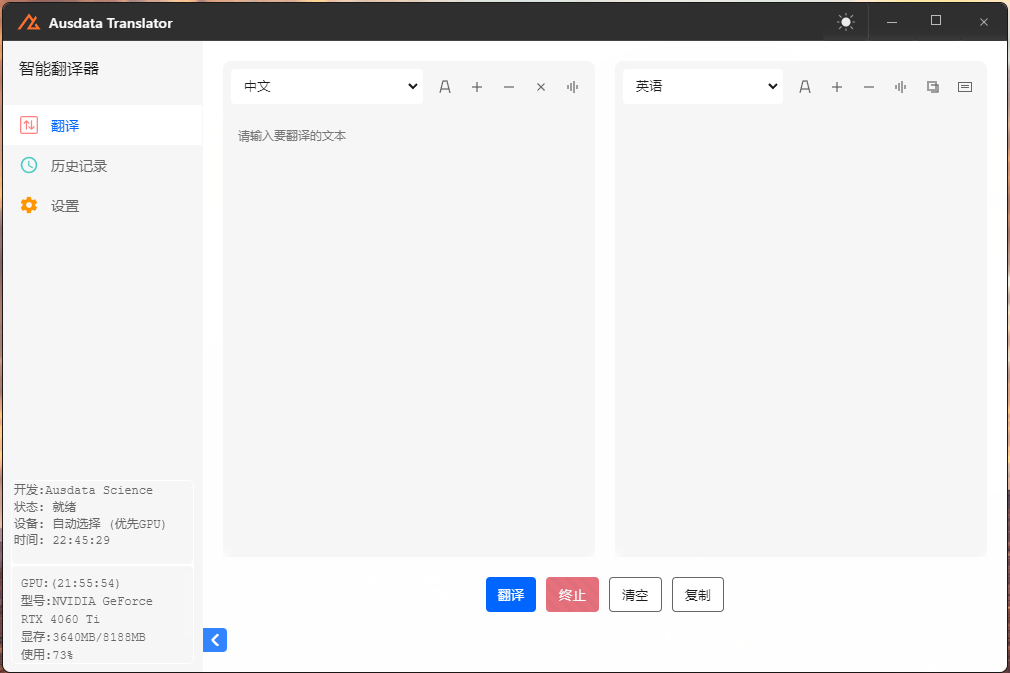 Ausdata Translator
智能翻译器
翻译
历史记录
设置
中文
英语
请输入要翻译的文本
开发:Ausdata Science
状态: 就绪
设备: 自动选择 (优先GPU)
时间: 22:45:29
GPU:(21:55:54)
型号:NVIDIA GeForce
RTX 4060 Ti
显存:3640MB/8188MB
使用:73%
翻译
终止
清空
复制